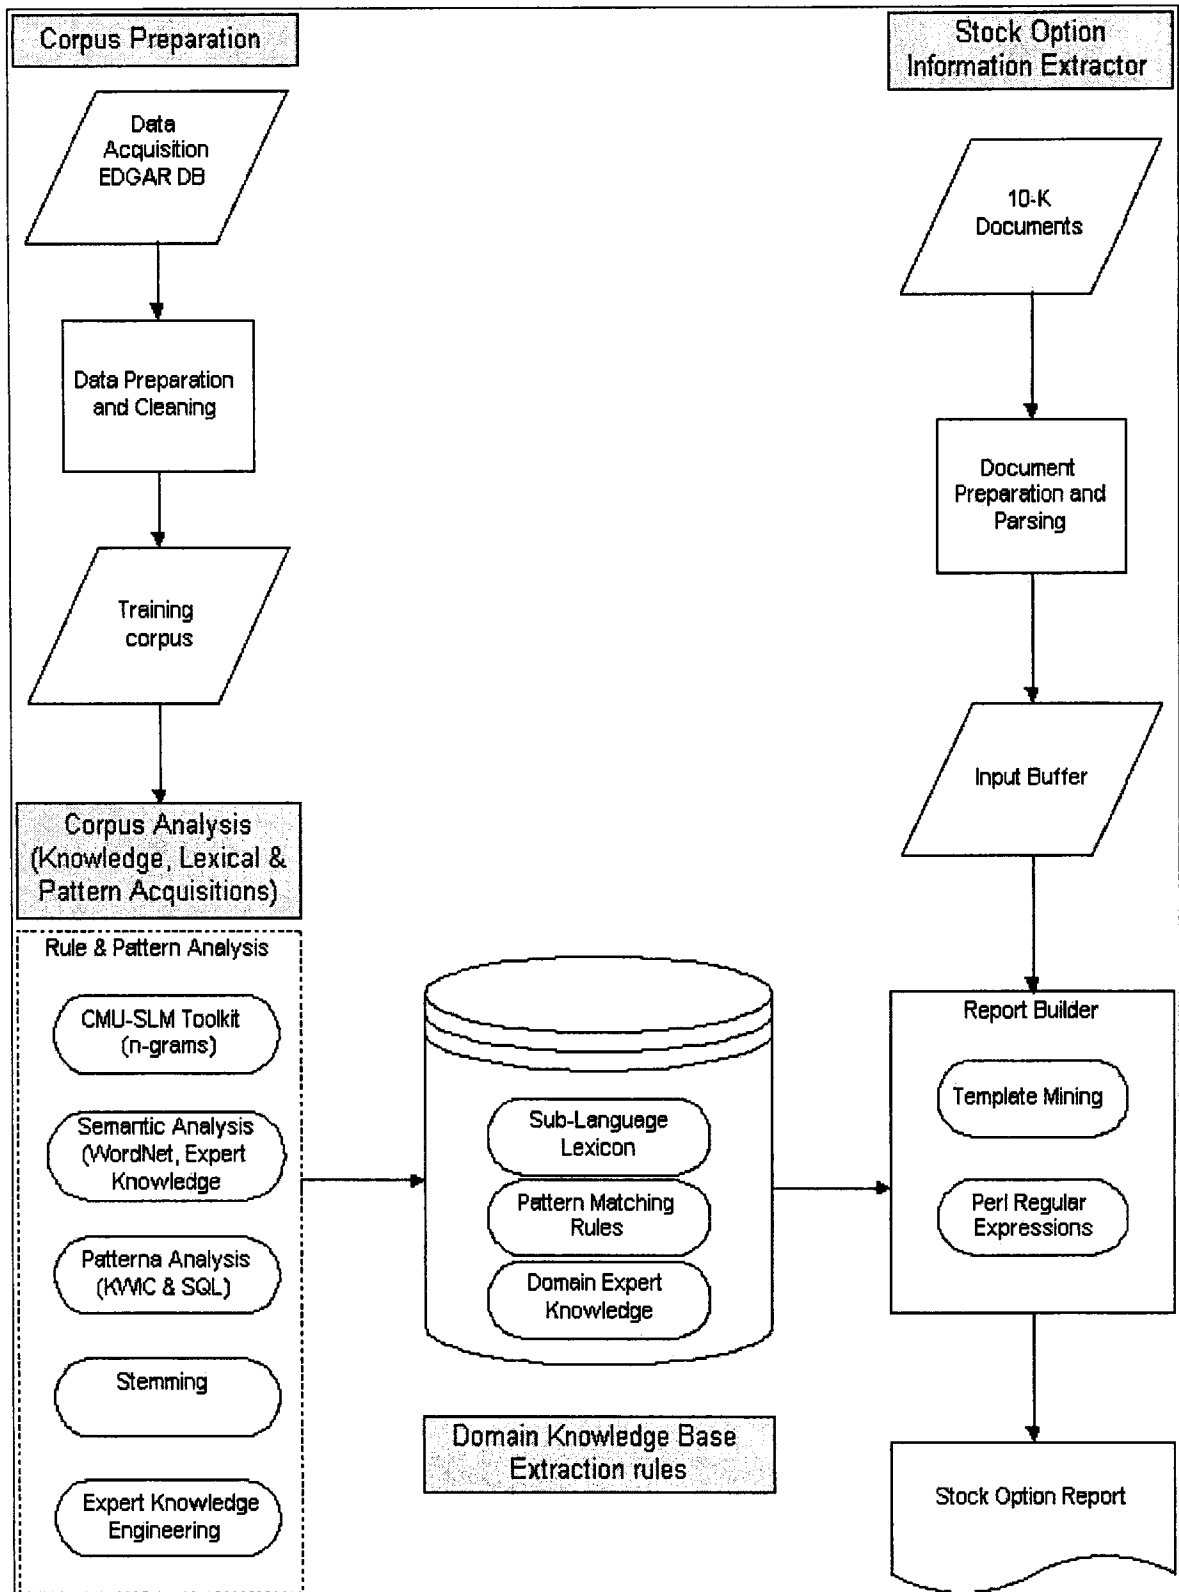 Corpus Preparation
Data
Acquisition
EDGAR DB
Data Preparation
and Cleaning
Training
corpus
Corpus Analysis
(Knowledge, Lexical &
Pattern Acquisitions)
Rule & Pattern Analysis
CMU-SLM Toolkit
(n-grams)
Semantic Analysis
(WordNet, Expert
Knowledge
Patterna Analysis
(KWIC & SQL)
Stemming
Expert Knowledge
Engineering
Sub-Language
Lexicon
Pattern Matching
Rules
Domain Expert
Knowledge
Domain Knowledge Base
Extraction rules
Stock Option
Information Extractor
10-K
Documents
Document
Preparation and
Parsing
Input Buffer
Report Builder
Template Mining
Perl Regular
Expressions
Stock Option Report